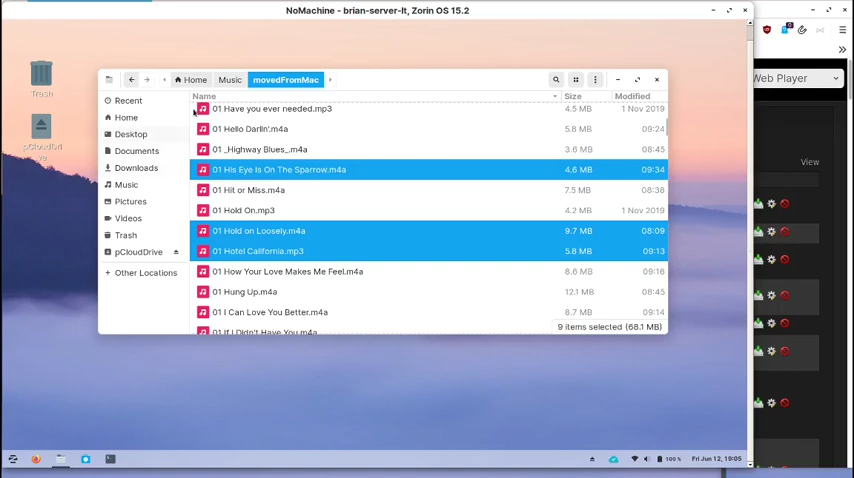 NoMachine - brian-server-lt, Zorin OS 15.2
Trash
pCloudDri
ve
Home
Music
movedFromMac
Name
Size
Modified
Recent
Home
Desktop
Documents
Downloads
Music
Pictures
Videos
Trash
pCloudDrive
+ Other Locations
01 Have you ever needed.mp3 4.5 MB 1 Nov 2019
01 Hello Darlin'.m4a 5.8 MB 09:24
01 _Highway Blues_.m4a 3.6 MB 08:45
01 His Eye Is On The Sparrow.m4a 4.6 MB 09:34
01 Hit or Miss.m4a 7.5 MB 08:38
01 Hold On.mp3 4.2 MB 1 Nov 2019
01 Hold on Loosely.m4a 9.7 MB 08:09
01 Hotel California.mp3 5.8 MB 09:13
01 How Your Love Makes Me Feel.m4a 8.6 MB 09:16
01 Hung Up.m4a 12.1 MB 08:45
01 I Can Love You Better.m4a 8.7 MB 09:14
01 If I Didn't Have You.m4a
9 items selected (68.1 MB)
Web Player
View
100 %
Fri Jun 12, 19:05